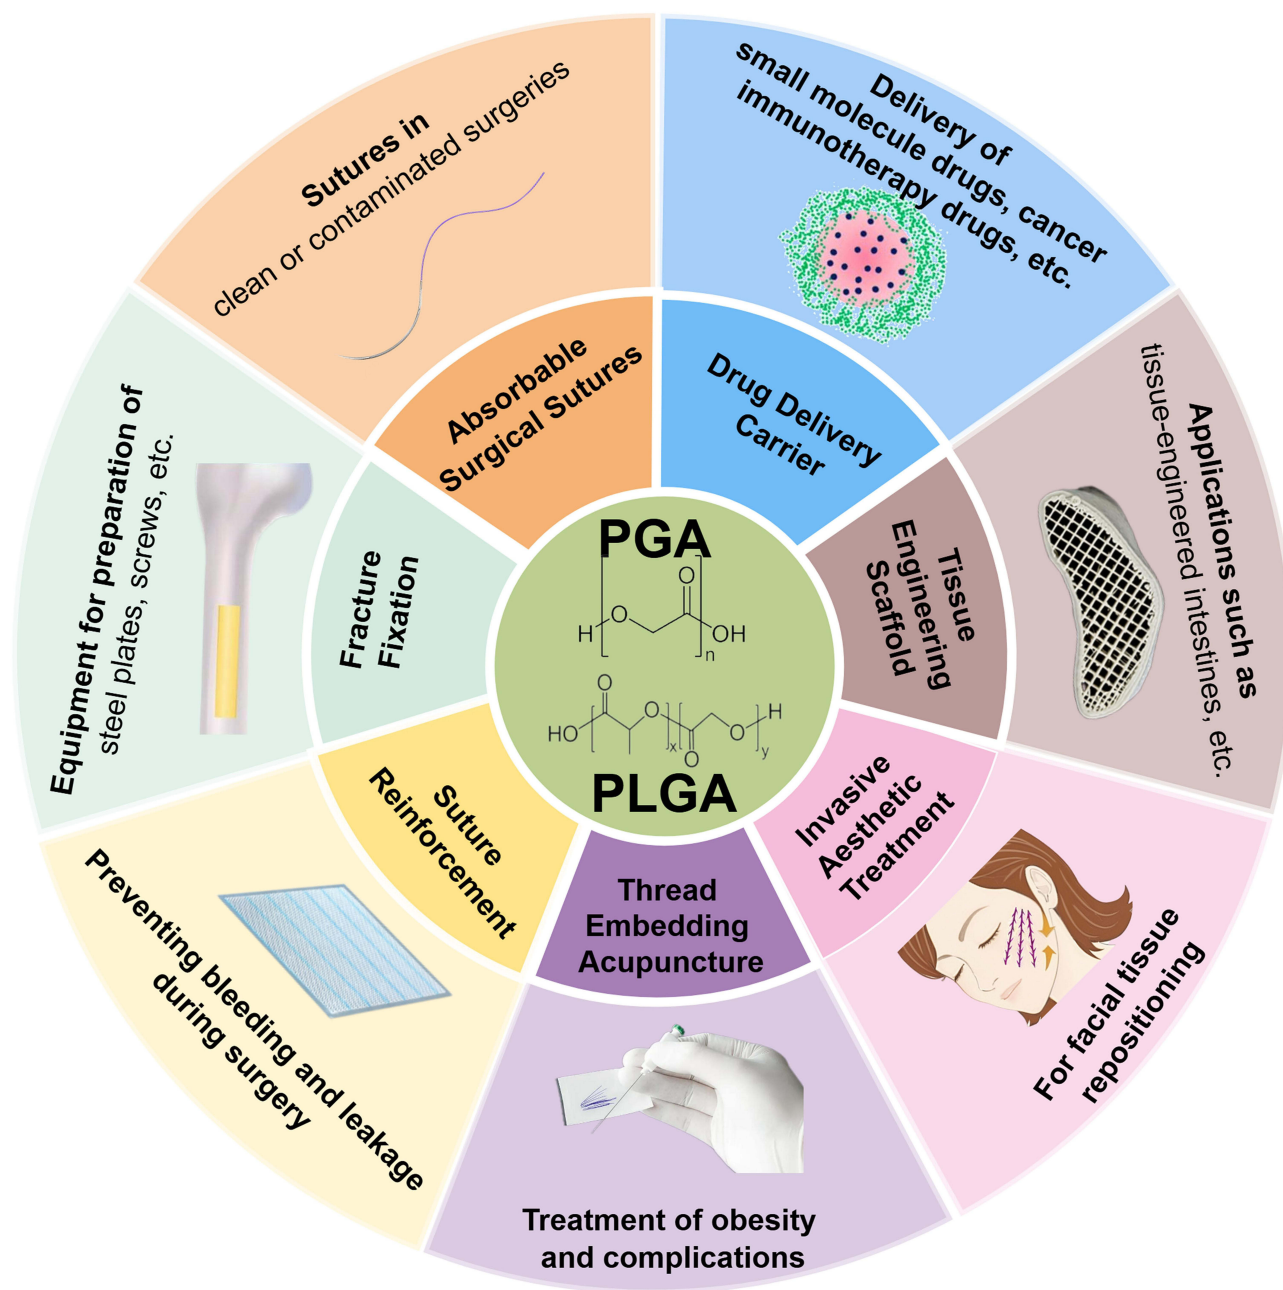 PGA
H
O
O
OH
n
O
HO
O
x
O
O
H
y
PLGA
Drug Delivery
Carrier
Delivery of
small molecule drugs, cancer
immunotherapy drugs, etc.
Tissue
Engineering
Scaffold
Applications such as
tissue-engineered intestines, etc.
Invasive
Aesthetic
Treatment
For facial tissue
repositioning
Thread
Embedding
Acupuncture
Treatment of obesity
and complications
Suture
Reinforcement
Preventing bleeding and leakage
during surgery
Fracture
Fixation
Equipment for preparation of
steel plates, screws, etc.
Absorbable
Surgical Sutures
Sutures in
clean or contaminated surgeries